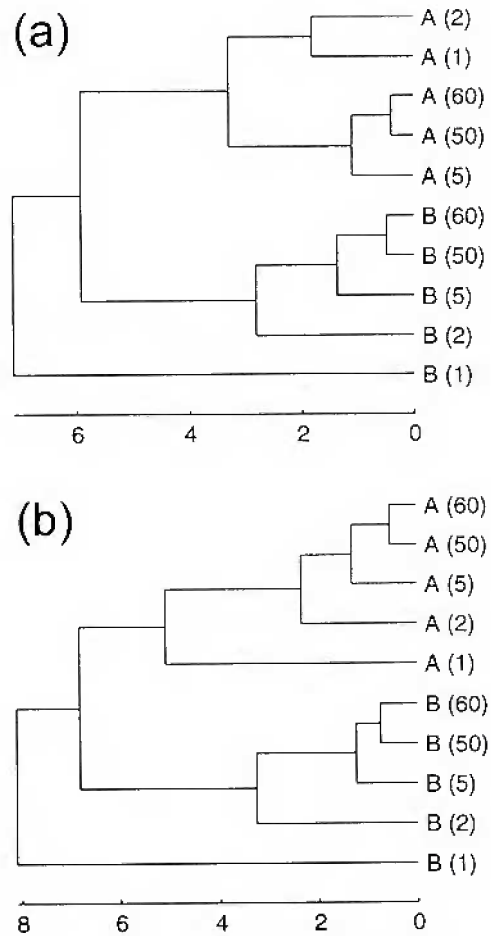 (a)
A (2)
A (1)
A (60)
A (50)
A (5)
B (60)
B (50)
B (5)
B (2)
B (1)
6 4 2 0
(b)
A (60)
A (50)
A (5)
A (2)
A (1)
B (60)
B (50)
B (5)
B (2)
B (1)
8 6 4 2 0